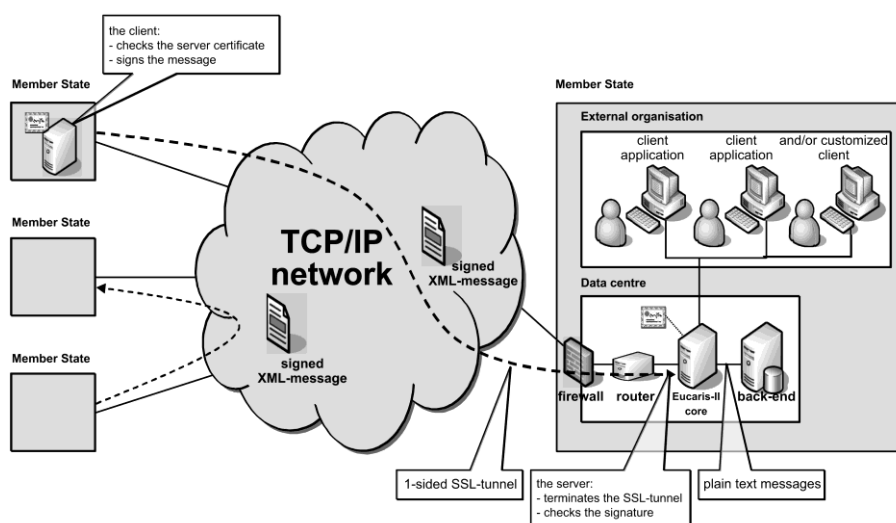 the client:
- checks the server certificate
- signs the message
Member State
Member State
External organisation
client
application
client
application
and/or customized
client
TCP/IP
network
signed
XML-message
Member State
signed
XML-message
Data centre
Member State
firewall
router
Eucaris-II
core
back-end
1-sided SSL-tunnel
the server:
- terminates the SSL-tunnel
- checks the signature
plain text messages